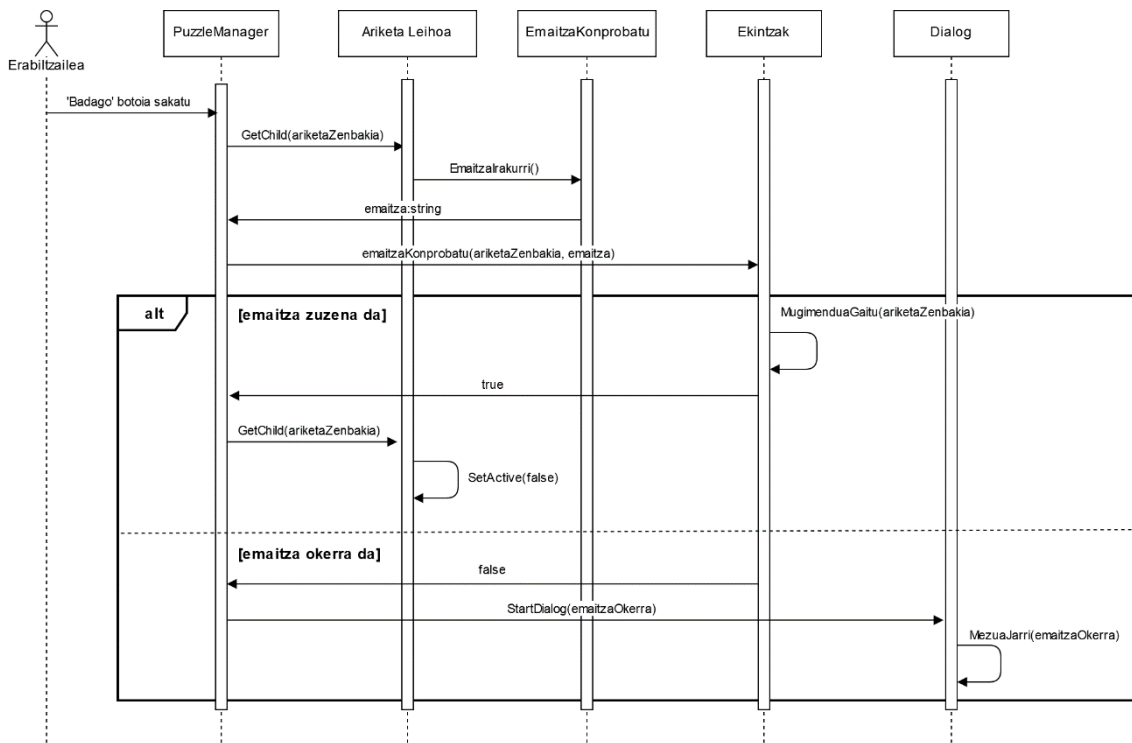 Erabiltzailea
PuzzleManager
Ariketa Leihoa
EmaitzaKonprobatu
Ekintzak
Dialog
'Badago' botoia sakatu
GetChild(ariketaZenbakia)
EmaitzaIrakurri()
emaitza:string
emaitzaKonprobatu(ariketaZenbakia, emaitza)
alt
[emaitza zuzena da]
MugimenduaGaitu(ariketaZenbakia)
true
GetChild(ariketaZenbakia)
SetActive(false)
[emaitza okerra da]
false
StartDialog(emaitzaOkerra)
MezuaJarri(emaitzaOkerra)